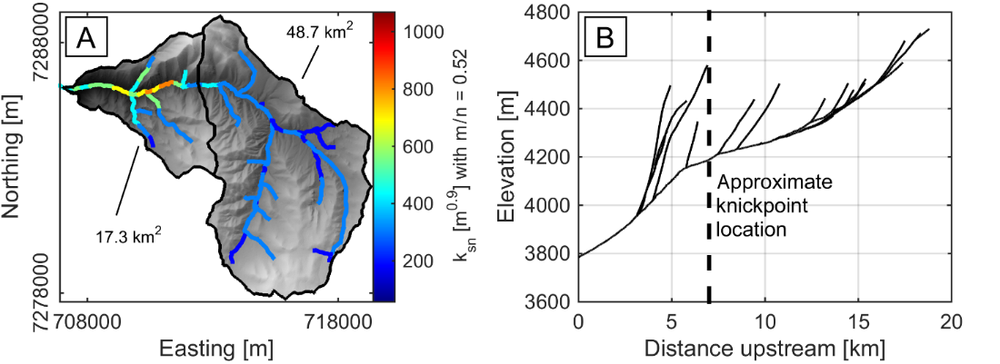 A
48.7 km2
17.3 km2
7288000
7278000
Northing [m]
708000
718000
Easting [m]
1000
800
600
400
200
ksn [m0.9] with m/n = 0.52
B
4800
4600
4400
4200
4000
3800
3600
Elevation [m]
Approximate
knickpoint
location
0
5
10
15
20
Distance upstream [km]